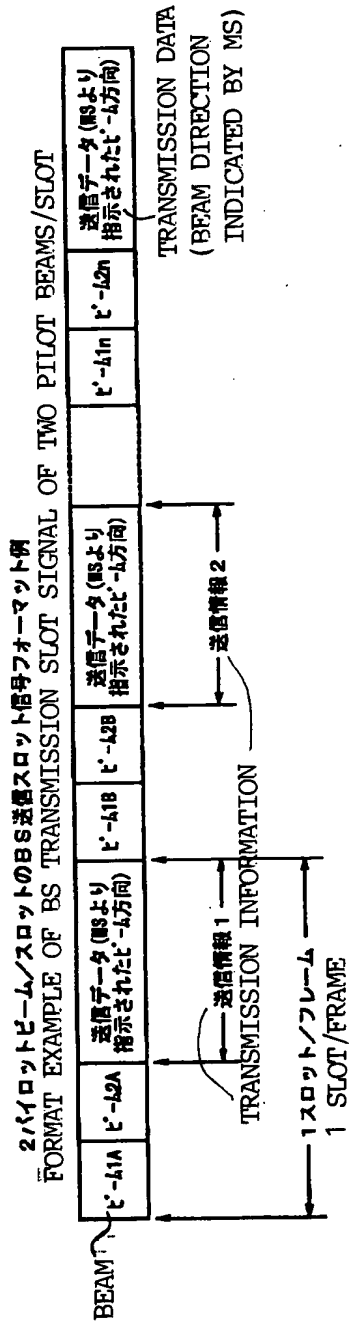 2パイロットビーム/スロットのBS送信スロット信号フォーマット例
FORMAT EXAMPLE OF BS TRANSMISSION SLOT SIGNAL OF TWO PILOT BEAMS/SLOT
BEAM
ビーム1A
ビーム2A
送信データ(MSより
指示されたビーム方向)
ビーム1B
ビーム2B
送信データ(MSより
指示されたビーム方向)
ビーム1n
ビーム2n
送信データ(MSより
指示されたビーム方向)
送信情報1
送信情報2
TRANSMISSION INFORMATION
1スロット/フレーム
1 SLOT/FRAME
TRANSMISSION DATA
(BEAM DIRECTION
INDICATED BY MS)